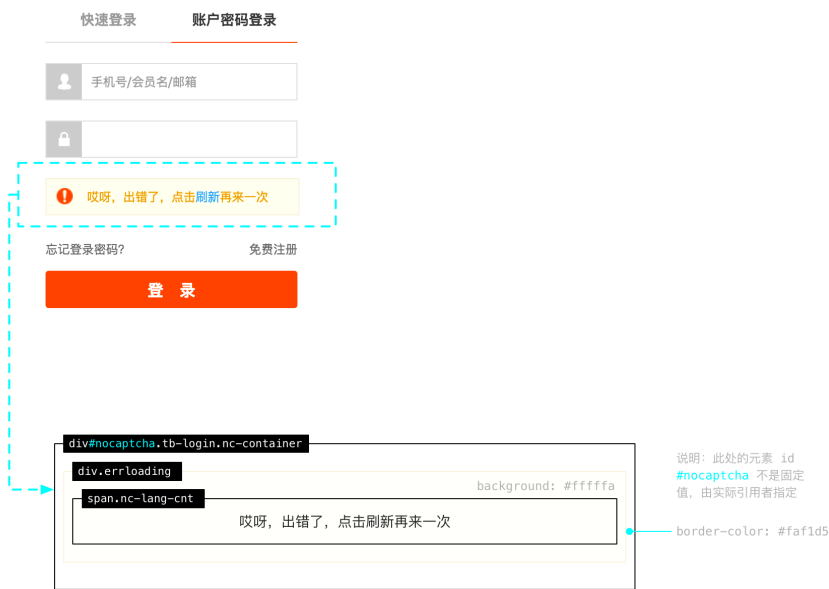 快速登录 账户密码登录
手机号/会员名/邮箱
哎呀，出错了，点击刷新再来一次
忘记登录密码? 免费注册
登 录
div#nocaptcha.tb-login.nc-container
div.errloading
background: #fffffa
span.nc-lang-cnt
哎呀，出错了，点击刷新再来一次
说明：此处的元素 id
#nocaptcha 不是固定
值，由实际引用者指定
border-color: #faf1d5